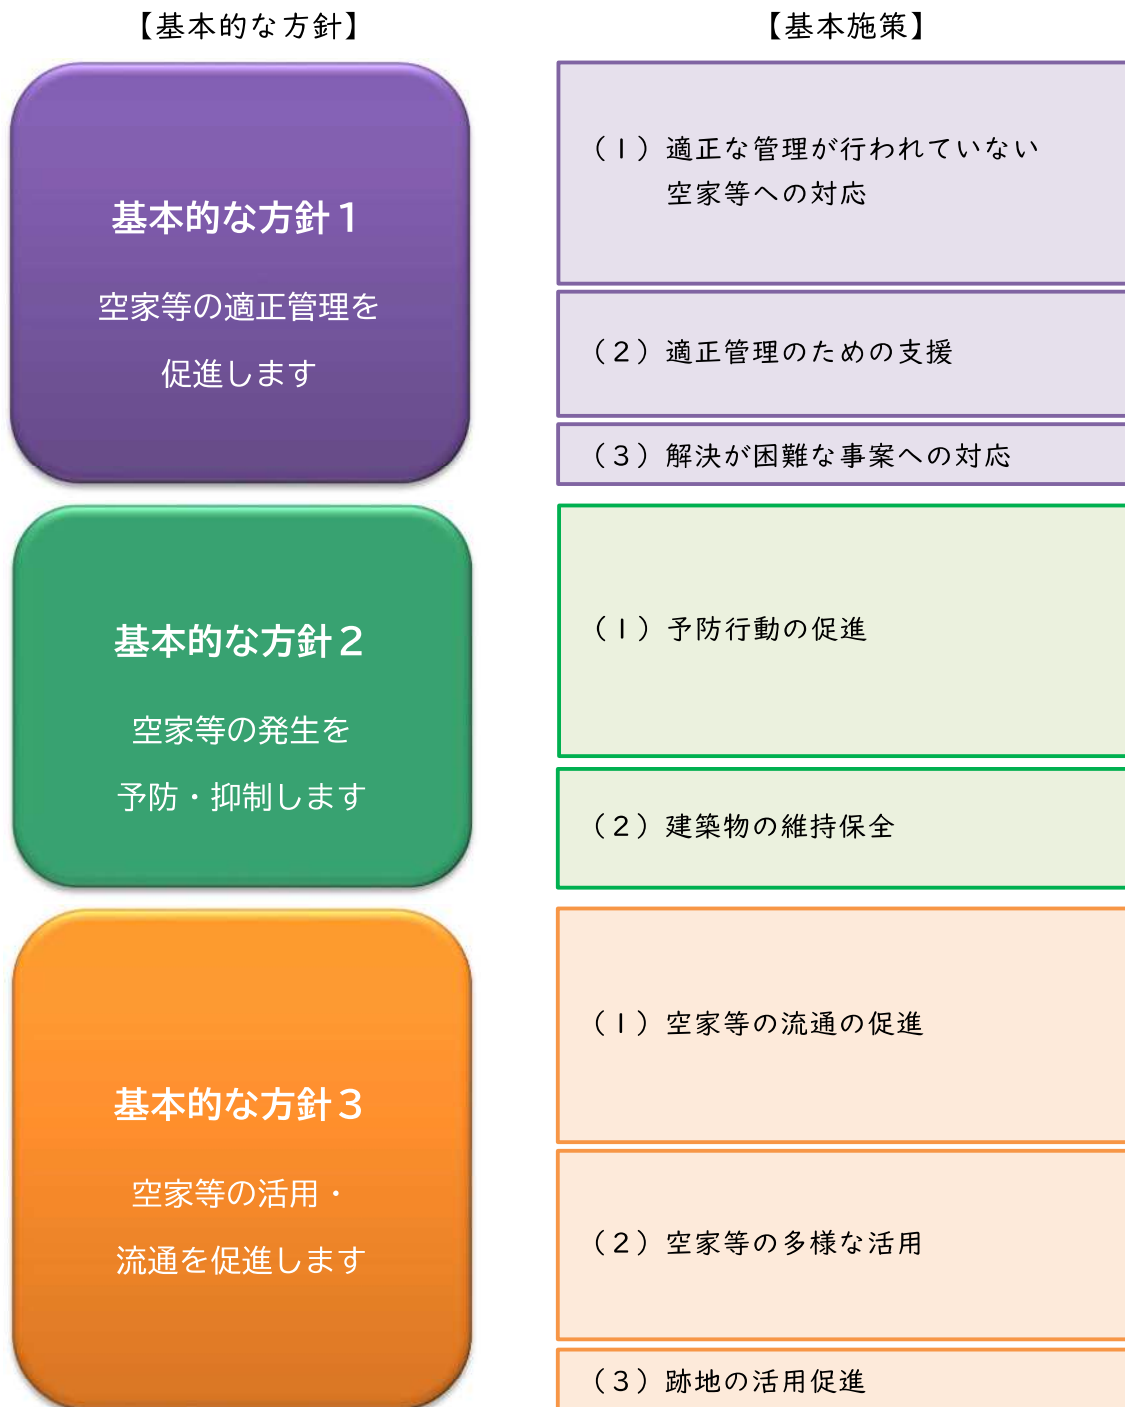 【基本的な方針】
【基本施策】
基本的な方針1
空家等の適正管理を
促進します
（1）適正な管理が行われていない
空家等への対応
（2）適正管理のための支援
（3）解決が困難な事案への対応
基本的な方針2
空家等の発生を
予防・抑制します
（1）予防行動の促進
（2）建築物の維持保全
基本的な方針3
空家等の活用・
流通を促進します
（1）空家等の流通の促進
（2）空家等の多様な活用
（3）跡地の活用促進